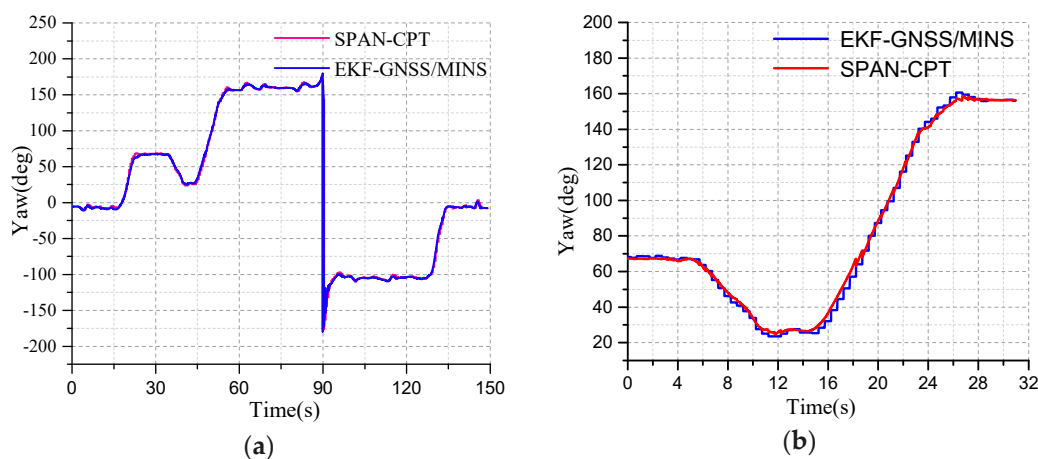 250
200
150
100
50
0
-50
-100
-150
-200
Yaw(deg)
SPAN-CPT
EKF-GNSS/MINS
0 30 60 90 120 150
Time(s)
(a)
200
180
160
140
120
100
80
60
40
20
Yaw(deg)
EKF-GNSS/MINS
SPAN-CPT
0 4 8 12 16 20 24 28 32
Time(s)
(b)